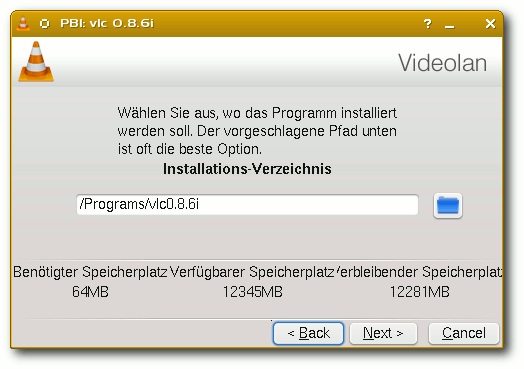 PBI: vlc 0.8.6i
Videolan
Wählen Sie aus, wo das Programm installiert
werden soll. Der vorgeschlagene Pfad unten
ist oft die beste Option.
Installations-Verzeichnis
/Programs/vlc0.8.6i
Benötigter Speicherplatz Verfügbarer Speicherplatz Verbleibender Speicherplatz
64MB 12345MB 12281MB
< Back Next > Cancel